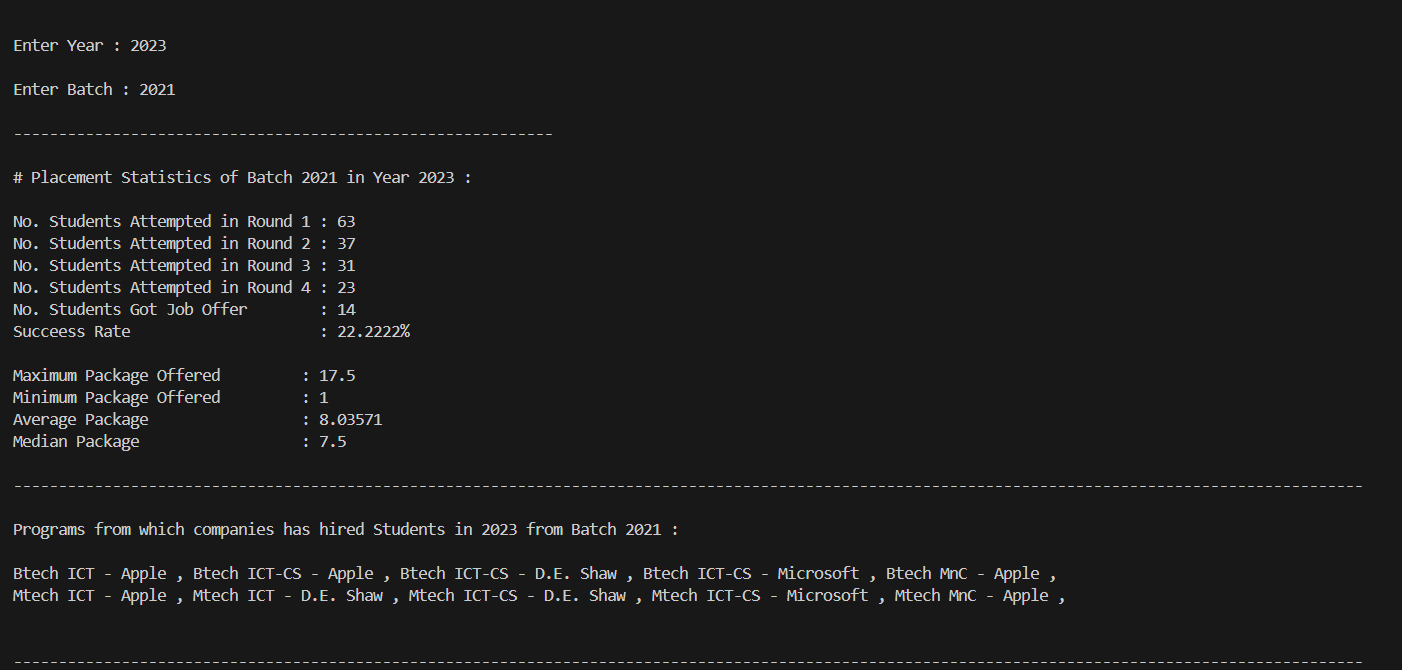 Enter Year : 2023
Enter Batch : 2021
------------------------------------------------------------
# Placement Statistics of Batch 2021 in Year 2023 :
No. Students Attempted in Round 1 : 63
No. Students Attempted in Round 2 : 37
No. Students Attempted in Round 3 : 31
No. Students Attempted in Round 4 : 23
No. Students Got Job Offer        : 14
Succeess Rate                     : 22.2222%
Maximum Package Offered         : 17.5
Minimum Package Offered         : 1
Average Package                 : 8.03571
Median Package                  : 7.5
------------------------------------------------------------------------------------------------------------------------------------------------------
Programs from which companies has hired Students in 2023 from Batch 2021 :
Btech ICT - Apple , Btech ICT-CS - Apple , Btech ICT-CS - D.E. Shaw , Btech ICT-CS - Microsoft , Btech MnC - Apple ,
Mtech ICT - Apple , Mtech ICT - D.E. Shaw , Mtech ICT-CS - D.E. Shaw , Mtech ICT-CS - Microsoft , Mtech MnC - Apple ,
------------------------------------------------------------------------------------------------------------------------------------------------------